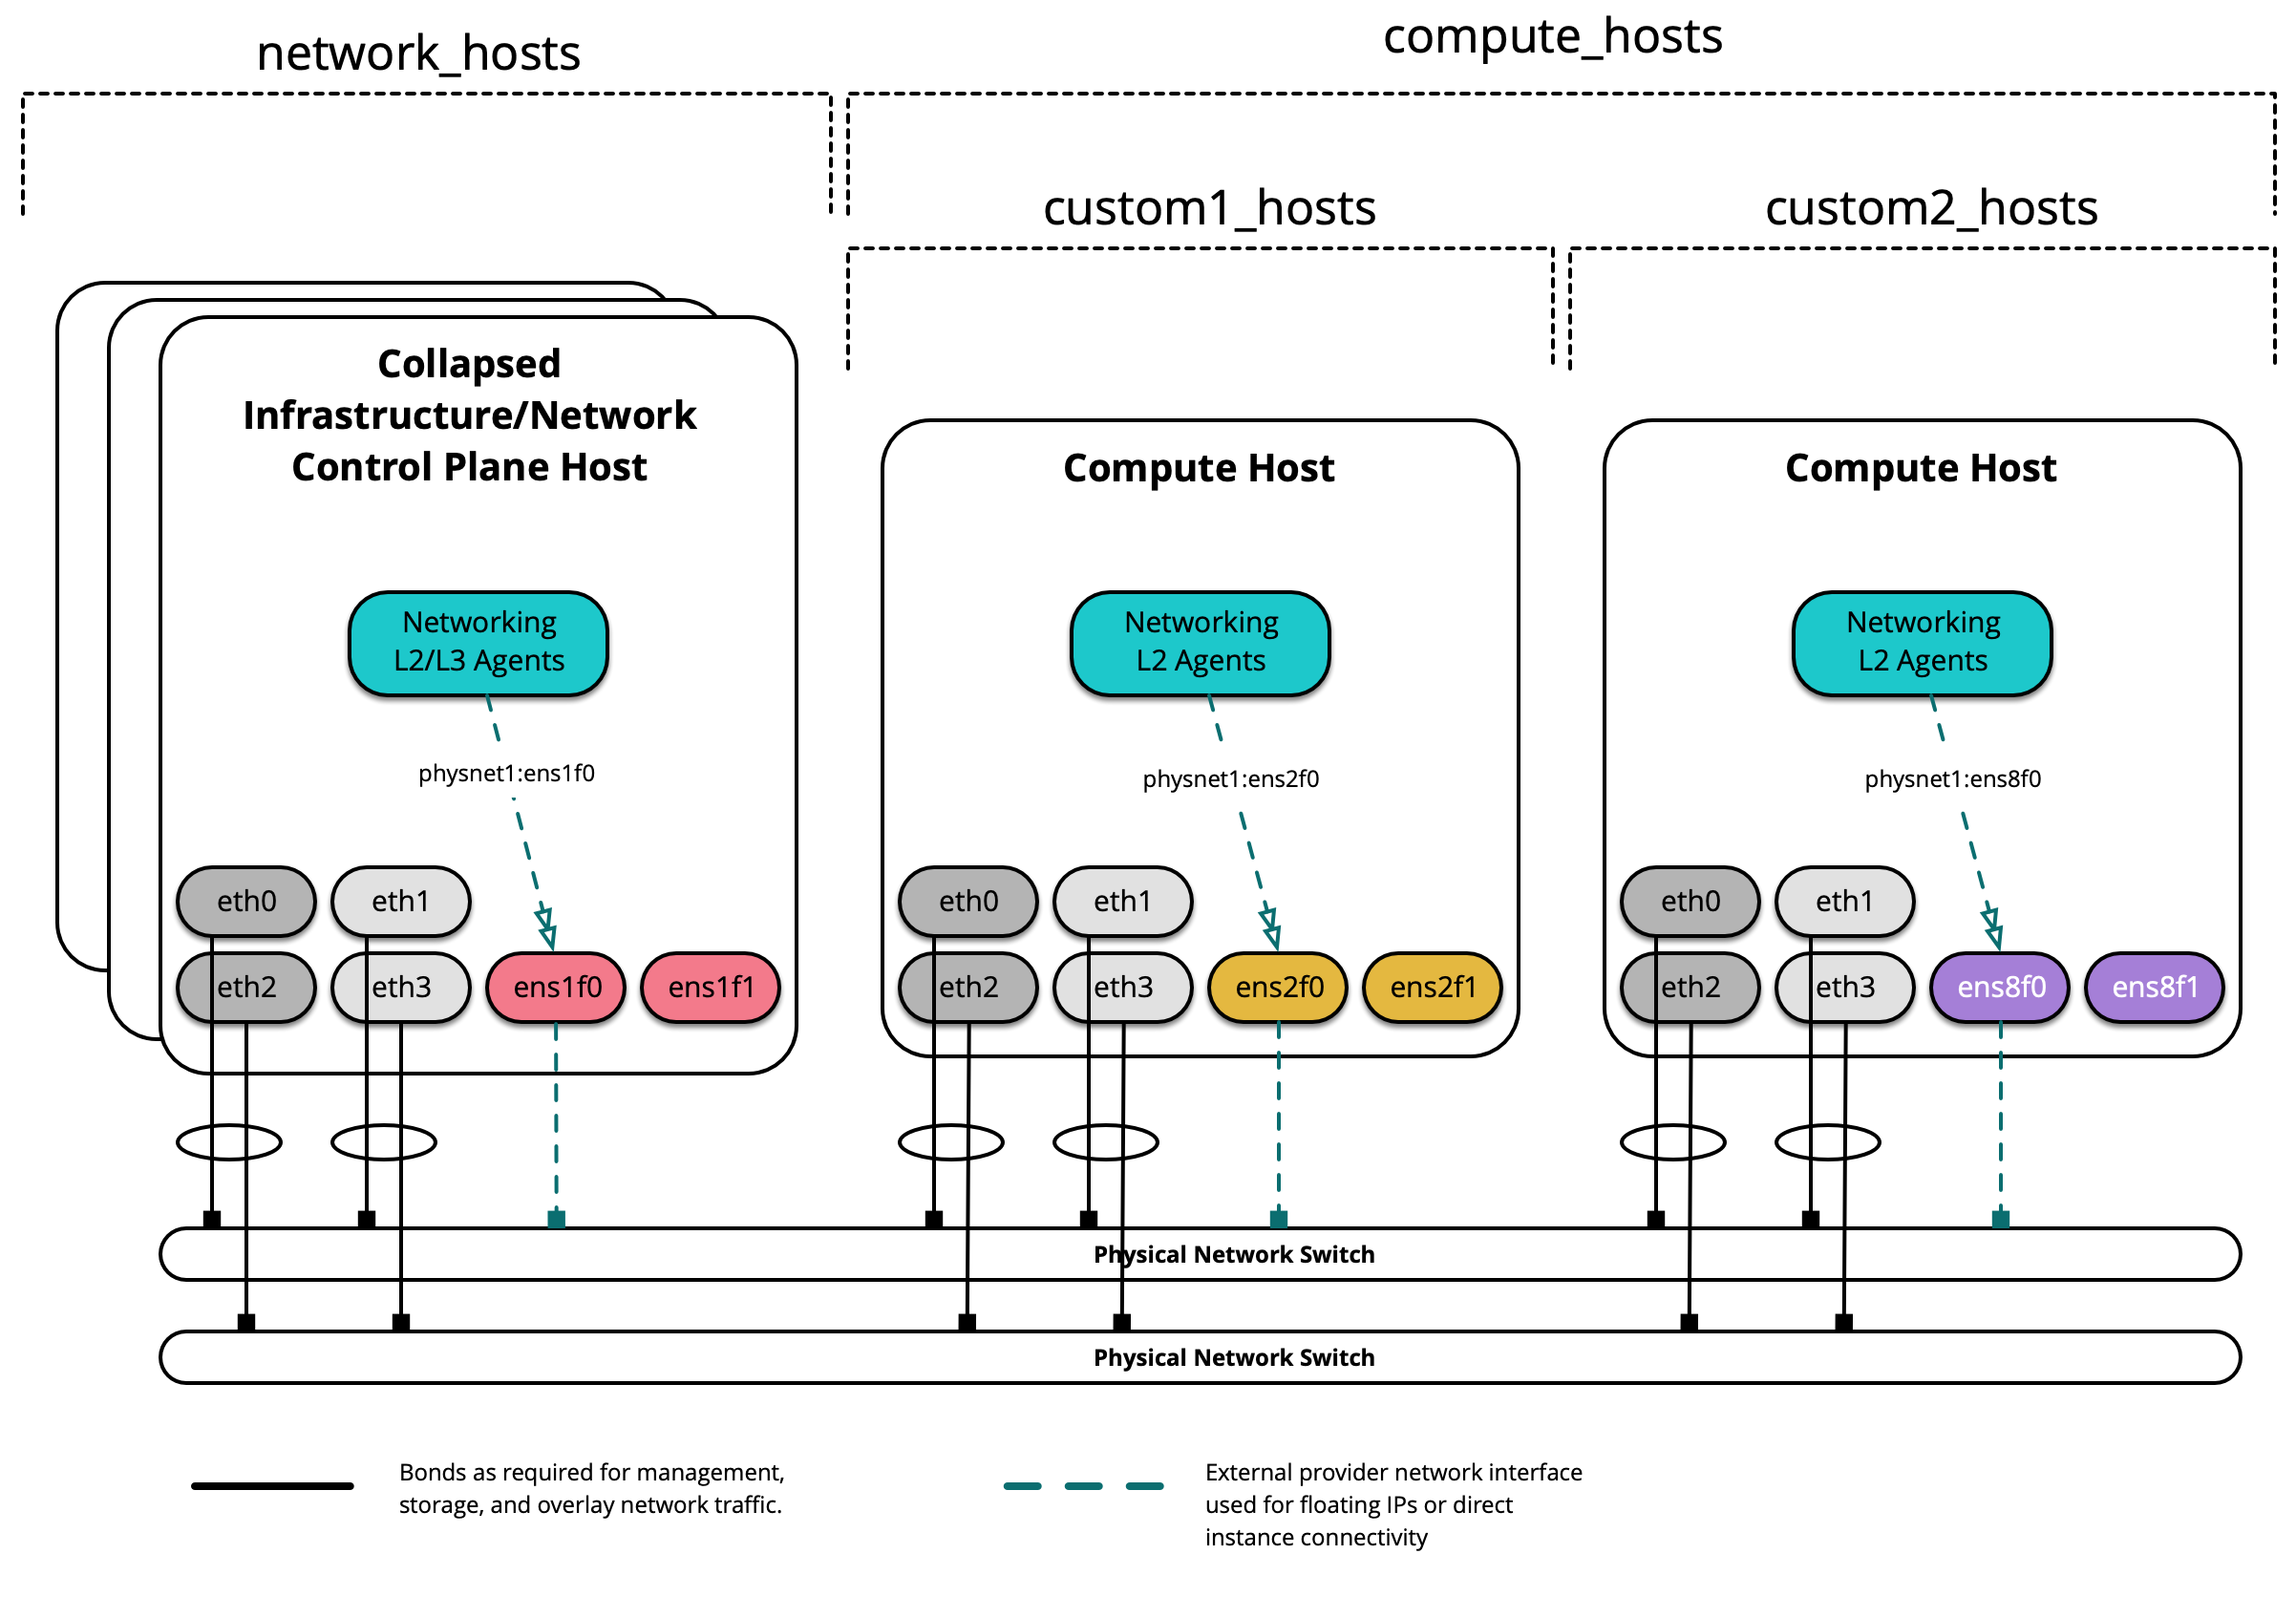 network_hosts
compute_hosts
custom1_hosts
custom2_hosts
Collapsed
Infrastructure/Network
Control Plane Host
Networking
L2/L3 Agents
physnet1:ens1f0
eth0
eth1
eth2
eth3
ens1f0
ens1f1
Compute Host
Networking
L2 Agents
physnet1:ens2f0
eth0
eth1
eth2
eth3
ens2f0
ens2f1
Compute Host
Networking
L2 Agents
physnet1:ens8f0
eth0
eth1
eth2
eth3
ens8f0
ens8f1
Physical Network Switch
Physical Network Switch
Bonds as required for management,
storage, and overlay network traffic.
External provider network interface
used for floating IPs or direct
instance connectivity